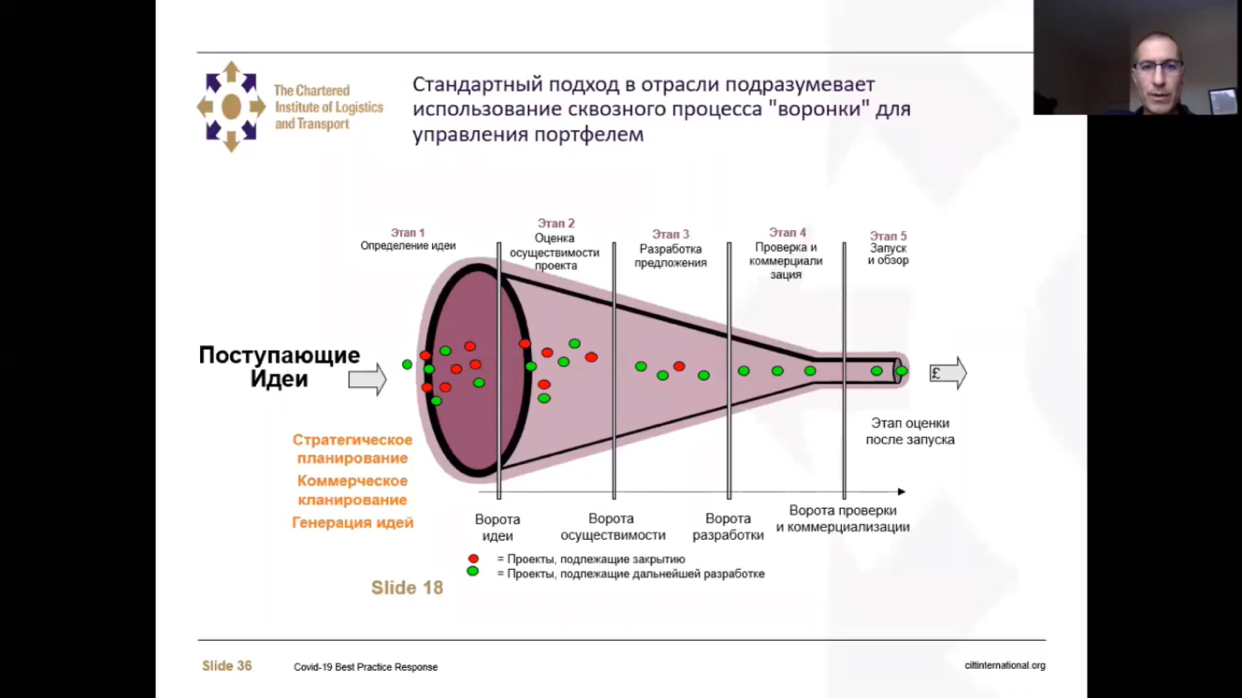 The Chartered
Institute of Logistics
and Transport
Стандартный подход в отрасли подразумевает
использование сквозного процесса "воронки" для
управления портфелем
Этап 1
Определение идеи
Этап 2
Оценка
осуществимости
проекта
Этап 3
Разработка
предложения
Этап 4
Проверка и
коммерциали
зация
Этап 5
Запуск
и обзор
Поступающие
Идеи
£
Стратегическое
планирование
Коммерческое
кланирование
Генерация идей
Этап оценки
после запуска
Ворота
идеи
Ворота
осуществимости
Ворота
разработки
Ворота проверки
и коммерциализации
= Проекты, подлежащие закрытию
= Проекты, подлежащие дальнейшей разработке
Slide 18
Slide 36
Covid-19 Best Practice Response
ciltinternational.org